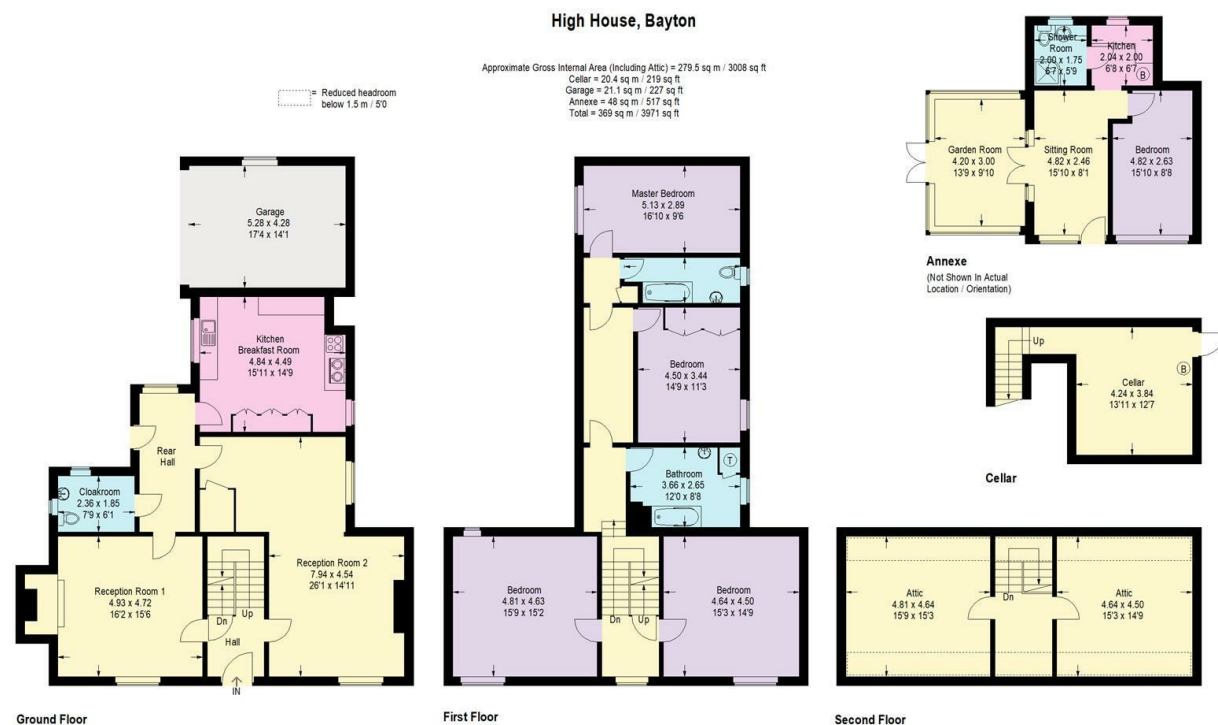 High House, Bayton
Approximate Gross Internal Area (Including Attic) = 279.5 sq m / 3008 sq ft
Cellar = 20.4 sq m / 219 sq ft
Garage = 21.1 sq m / 227 sq ft
Annexe = 48 sq m / 517 sq ft
Total = 369 sq m / 3971 sq ft
= Reduced headroom
below 1.5 m / 5'0
Garage
5.28 x 4.28
17'4 x 14'1
Kitchen
Breakfast Room
4.84 x 4.49
15'11 x 14'9
Rear
Hall
Cloakroom
2.36 x 1.85
7'9 x 6'1
Reception Room 1
4.93 x 4.72
16'2 x 15'6
Reception Room 2
7.94 x 4.54
26'1 x 14'11
Dn
Up
Hall
IN
Ground Floor
Master Bedroom
5.13 x 2.89
16'10 x 9'6
Bedroom
4.50 x 3.44
14'9 x 11'3
Bathroom
3.66 x 2.65
12'0 x 8'8
T
Bedroom
4.81 x 4.63
15'9 x 15'2
Dn
Up
Bedroom
4.64 x 4.50
15'3 x 14'9
First Floor
Shower
Room
2.00 x 1.75
6'7 x 5'9
Kitchen
2.04 x 2.00
6'8 x 6'7
B
Garden Room
4.20 x 3.00
13'9 x 9'10
Sitting Room
4.82 x 2.46
15'10 x 8'1
Bedroom
4.82 x 2.63
15'10 x 8'8
Annexe
(Not Shown In Actual
Location / Orientation)
Up
B
Cellar
4.24 x 3.84
13'11 x 12'7
Cellar
Attic
4.81 x 4.64
15'9 x 15'3
Dn
Attic
4.64 x 4.50
15'3 x 14'9
Second Floor